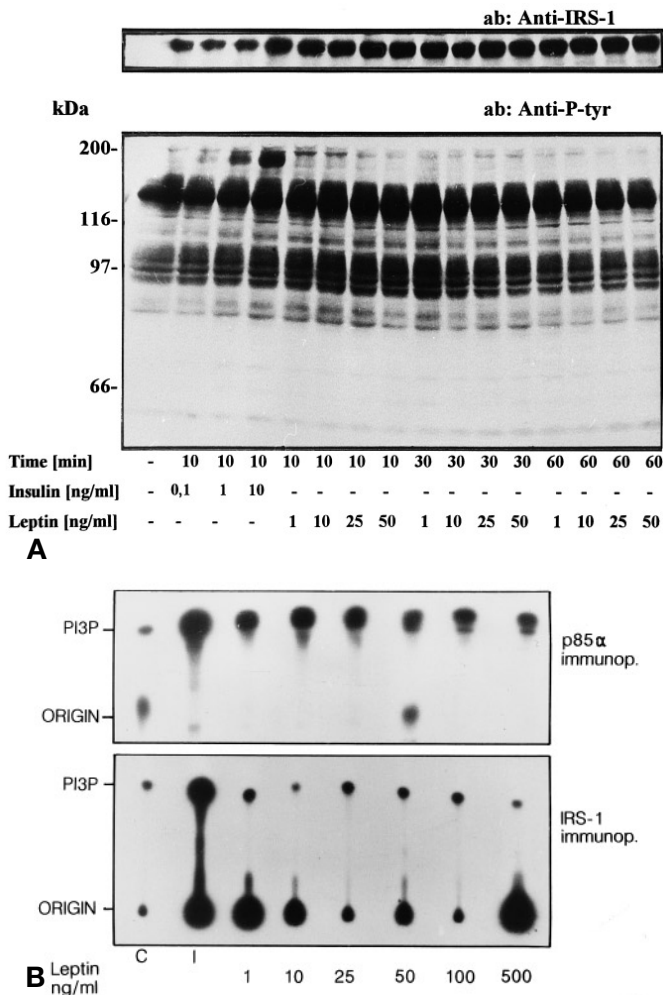 ab: Anti-IRS-1
kDa ab: Anti-P-tyr
200-
116-
97-
66-
Time [min] - 10 10 10 10 10 10 10 30 30 30 30 60 60 60 60
Insulin [ng/ml] - 0,1 1 10 - - - - - - - - - - - -
Leptin [ng/ml] - - - - 1 10 25 50 1 10 25 50 1 10 25 50
A
PI3P
p85α
immunop.
ORIGIN
PI3P
IRS-1
immunop.
ORIGIN
C I
B Leptin 1 10 25 50 100 500
ng/ml